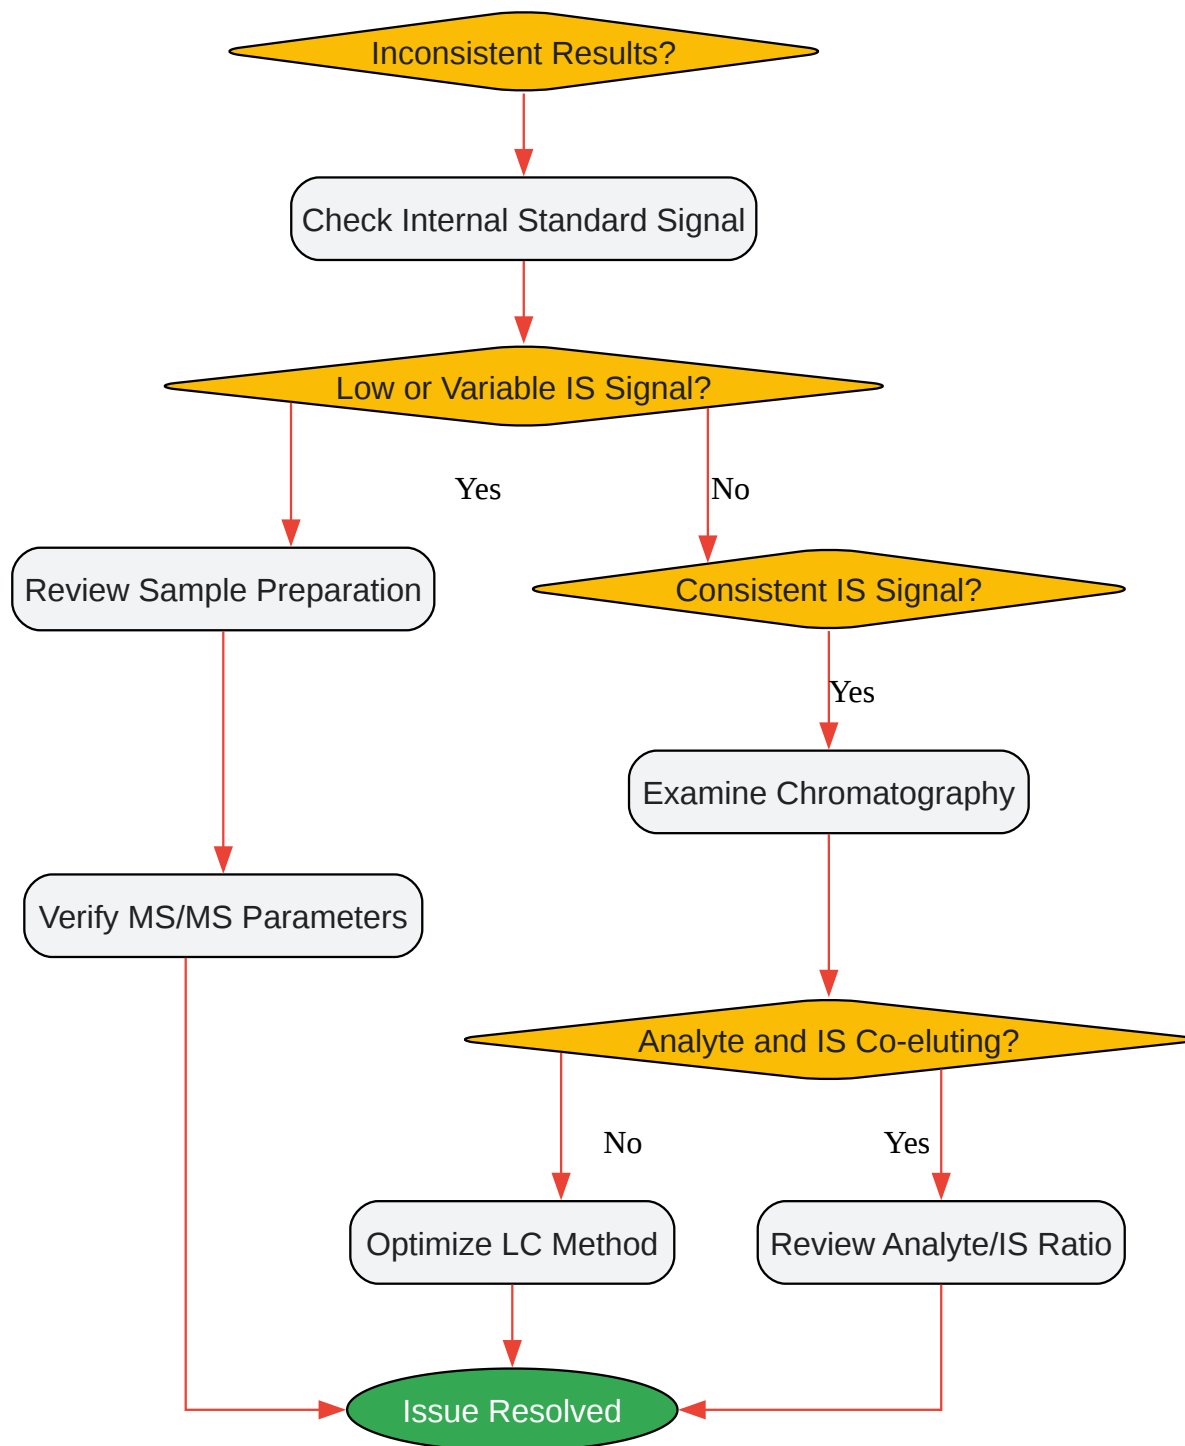 Inconsistent Results?
Check Internal Standard Signal
Low or Variable IS Signal?
Yes
No
Review Sample Preparation
Consistent IS Signal?
Yes
Examine Chromatography
Verify MS/MS Parameters
Analyte and IS Co-eluting?
No
Yes
Optimize LC Method
Review Analyte/IS Ratio
Issue Resolved